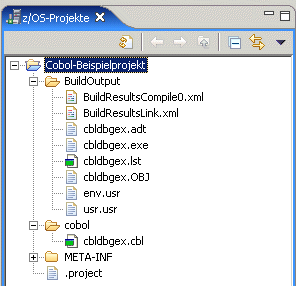 z/OS-Projekte
Cobol-Beispielprojekt
BuildOutput
BuildResultsCompile0.xml
BuildResultsLink.xml
cbldbgex.adt
cbldbgex.exe
cbldbgex.lst
cbldbgex.OBJ
env.usr
usr.usr
cobol
cbldbgex.cbl
META-INF
.project